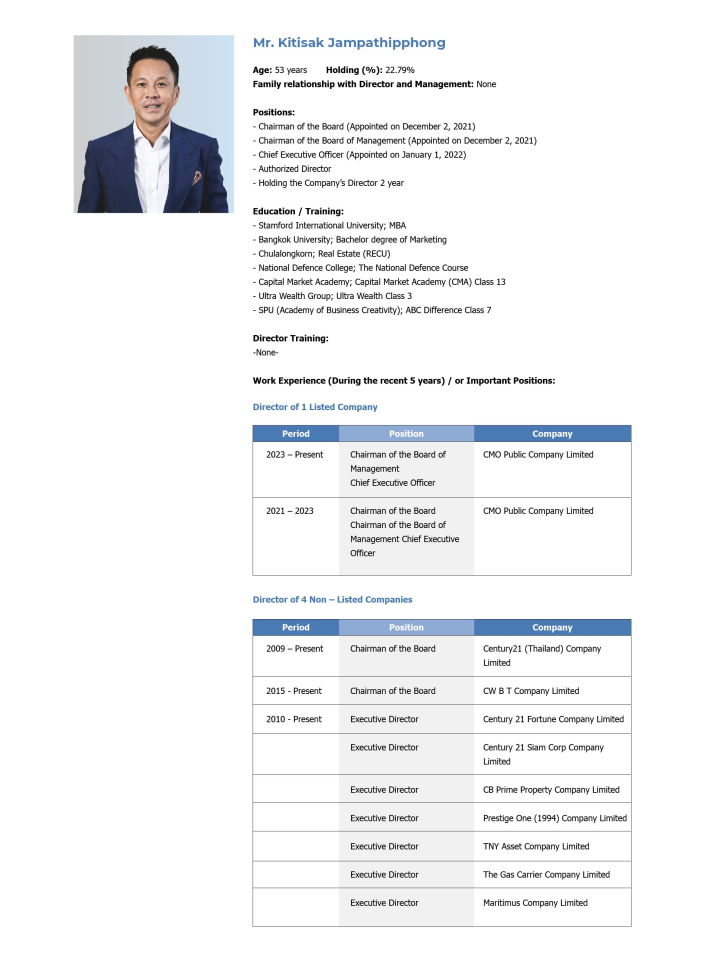 Mr. Kitisak Jampathipphong
Age: 53 years Holding (%): 22.79%
Family relationship with Director and Management: None
Positions:
- Chairman of the Board (Appointed on December 2, 2021)
- Chairman of the Board of Management (Appointed on December 2, 2021)
- Chief Executive Officer (Appointed on January 1, 2022)
- Authorized Director
- Holding the Company's Director 2 year
Education / Training:
- Stamford International University; MBA
- Bangkok University; Bachelor degree of Marketing
- Chulalongkorn; Real Estate (RECU)
- National Defence College; The National Defence Course
- Capital Market Academy; Capital Market Academy (CMA) Class 13
- Ultra Wealth Group; Ultra Wealth Class 3
- SPU (Academy of Business Creativity); ABC Difference Class 7
Director Training:
-None-
Work Experience (During the recent 5 years) / or Important Positions:
Director of 1 Listed Company
Period Position Company
2023 – Present Chairman of the Board of CMO Public Company Limited
Management
Chief Executive Officer
2021 – 2023 Chairman of the Board CMO Public Company Limited
Chairman of the Board of
Management Chief Executive
Officer
Director of 4 Non – Listed Companies
Period Position Company
2009 – Present Chairman of the Board Century21 (Thailand) Company
Limited
2015 - Present Chairman of the Board CW B T Company Limited
2010 - Present Executive Director Century 21 Fortune Company Limited
Executive Director Century 21 Siam Corp Company
Limited
Executive Director CB Prime Property Company Limited
Executive Director Prestige One (1994) Company Limited
Executive Director TNY Asset Company Limited
Executive Director The Gas Carrier Company Limited
Executive Director Maritimus Company Limited